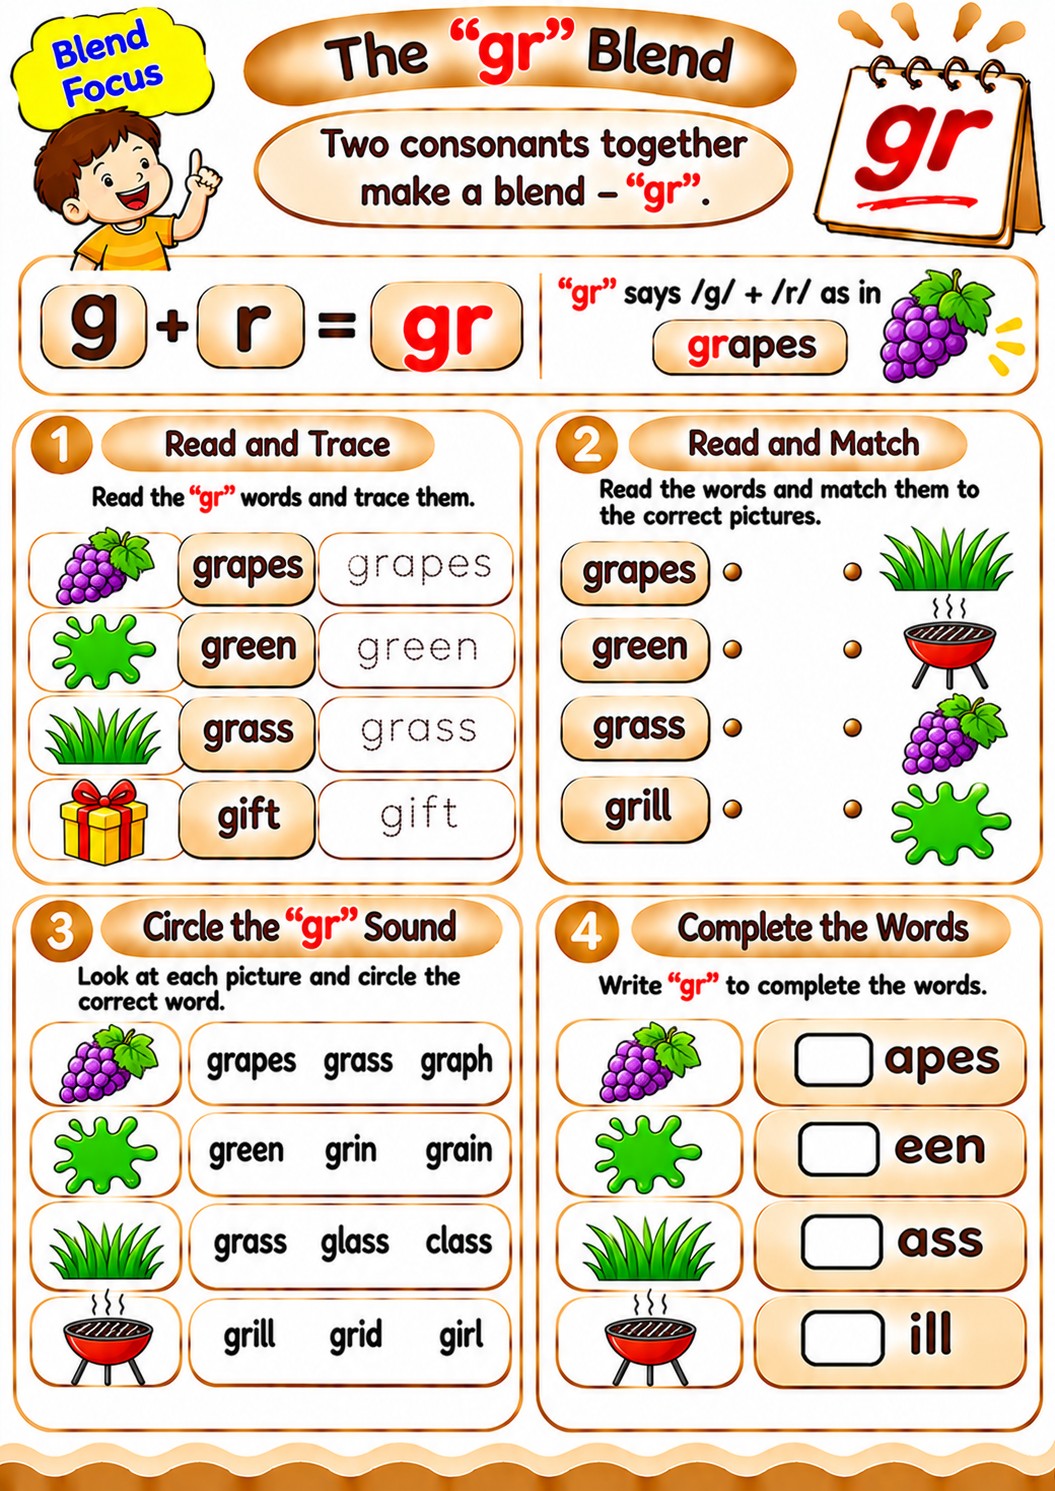 Blend
Focus
The “gr” Blend
Two consonants together
make a blend – “gr”.
gr
g + r = gr
“gr” says /g/ + /r/ as in
grapes
1 Read and Trace
Read the “gr” words and trace them.
grapes grapes
green green
grass grass
gift gift
2 Read and Match
Read the words and match them to
the correct pictures.
grapes
green
grass
grill
3 Circle the “gr” Sound
Look at each picture and circle the
correct word.
grapes grass graph
green grin grain
grass glass class
grill grid girl
4 Complete the Words
Write “gr” to complete the words.
apes
een
ass
ill